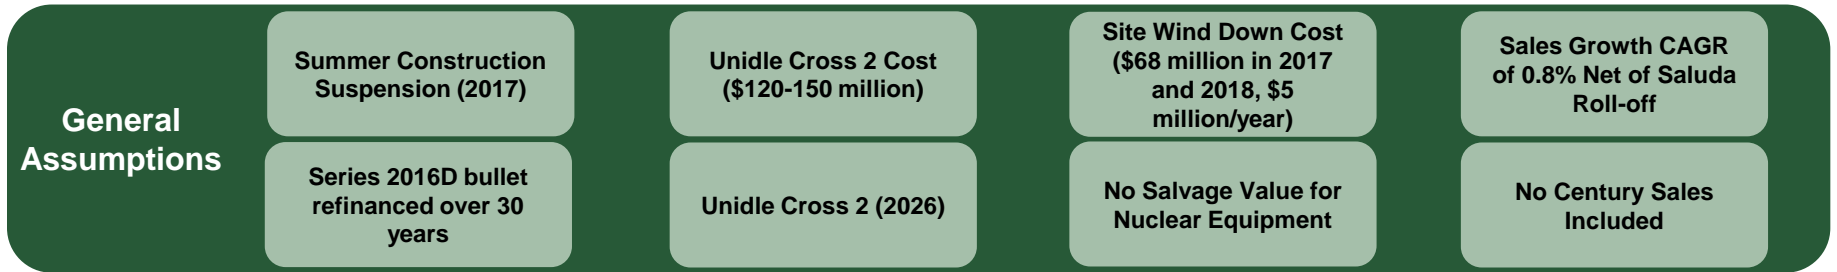 General
Assumptions
Summer Construction
Suspension (2017)
Unidle Cross 2 Cost
($120-150 million)
Site Wind Down Cost
($68 million in 2017
and 2018, $5
million/year)
Sales Growth CAGR
of 0.8% Net of Saluda
Roll-off
Series 2016D bullet
refinanced over 30
years
Unidle Cross 2 (2026)
No Salvage Value for
Nuclear Equipment
No Century Sales
Included